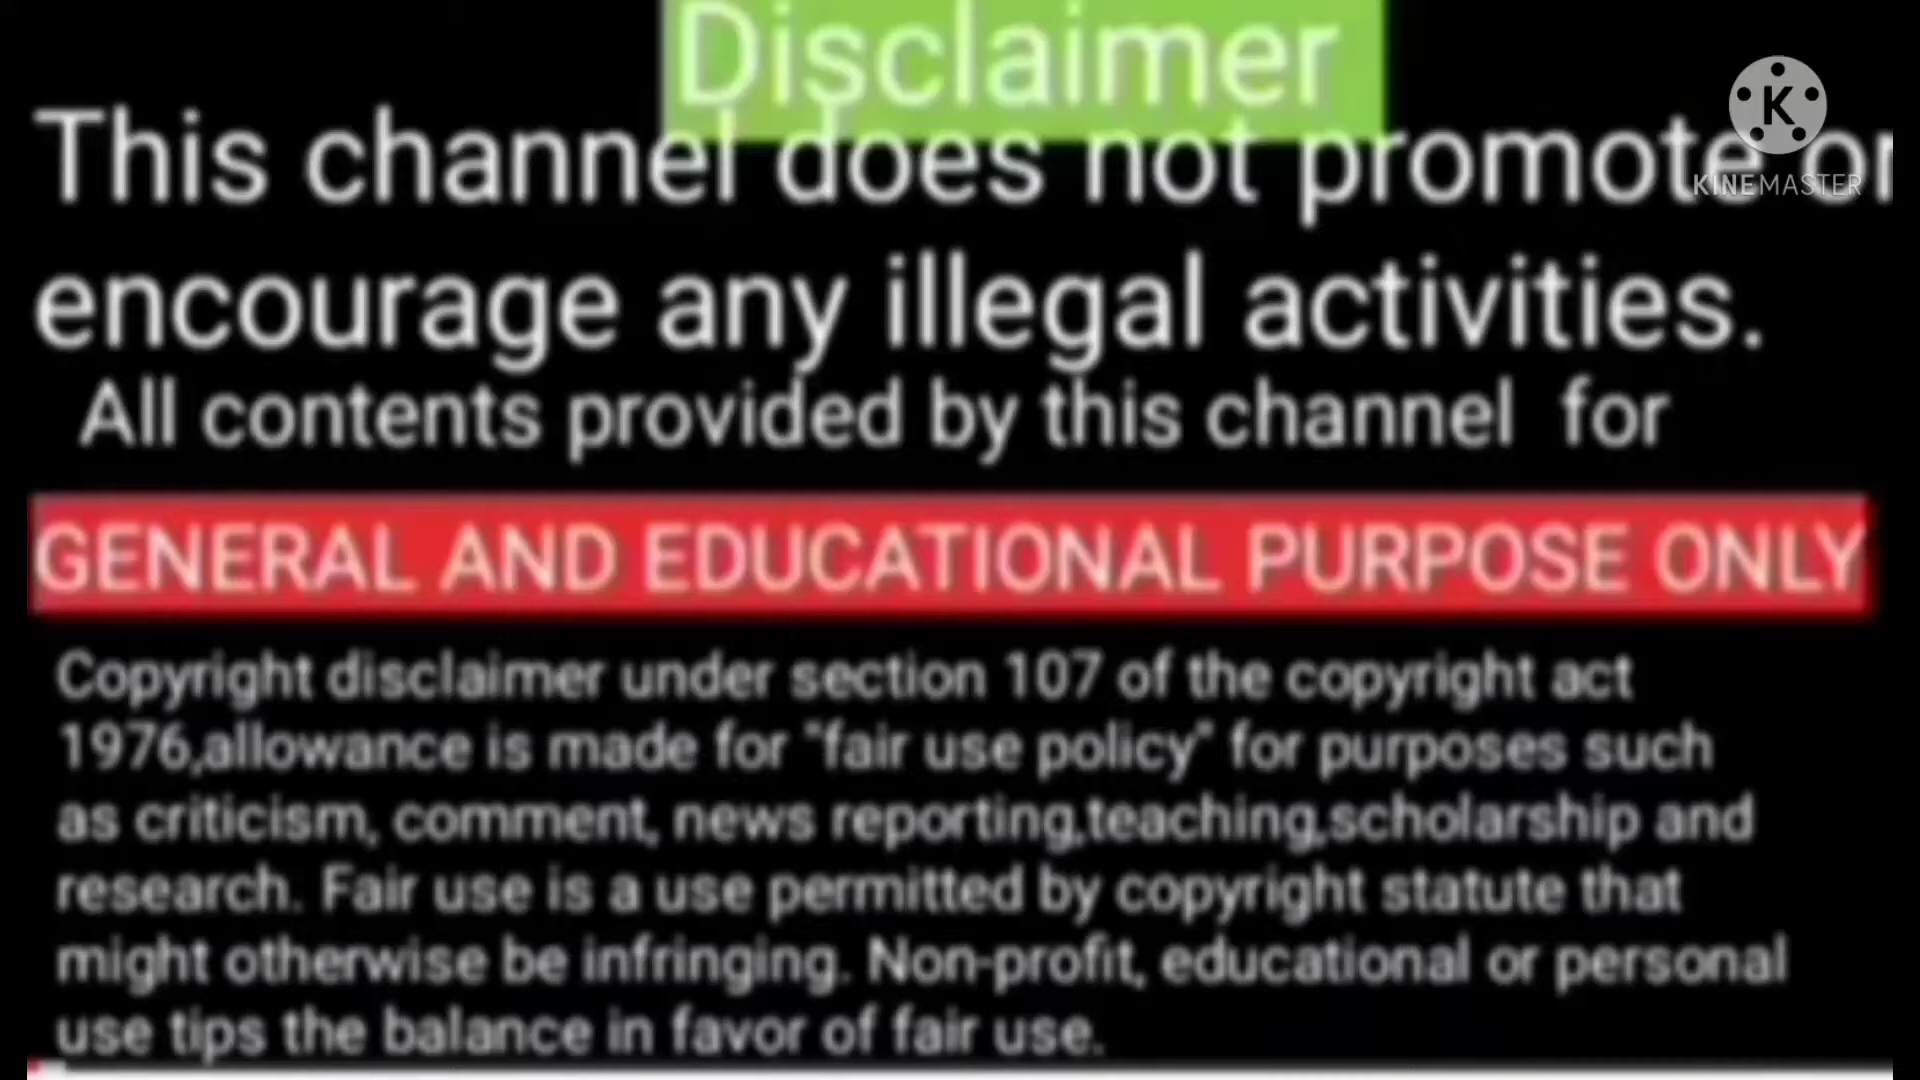 Disclaimer
This channel does not promote or
encourage any illegal activities.
All contents provided by this channel for
GENERAL AND EDUCATIONAL PURPOSE ONLY
Copyright disclaimer under section 107 of the copyright act
1976,allowance is made for "fair use policy" for purposes such
as criticism, comment, news reporting,teaching,scholarship and
research. Fair use is a use permitted by copyright statute that
might otherwise be infringing. Non-profit, educational or personal
use tips the balance in favor of fair use.
K
KINEMASTER